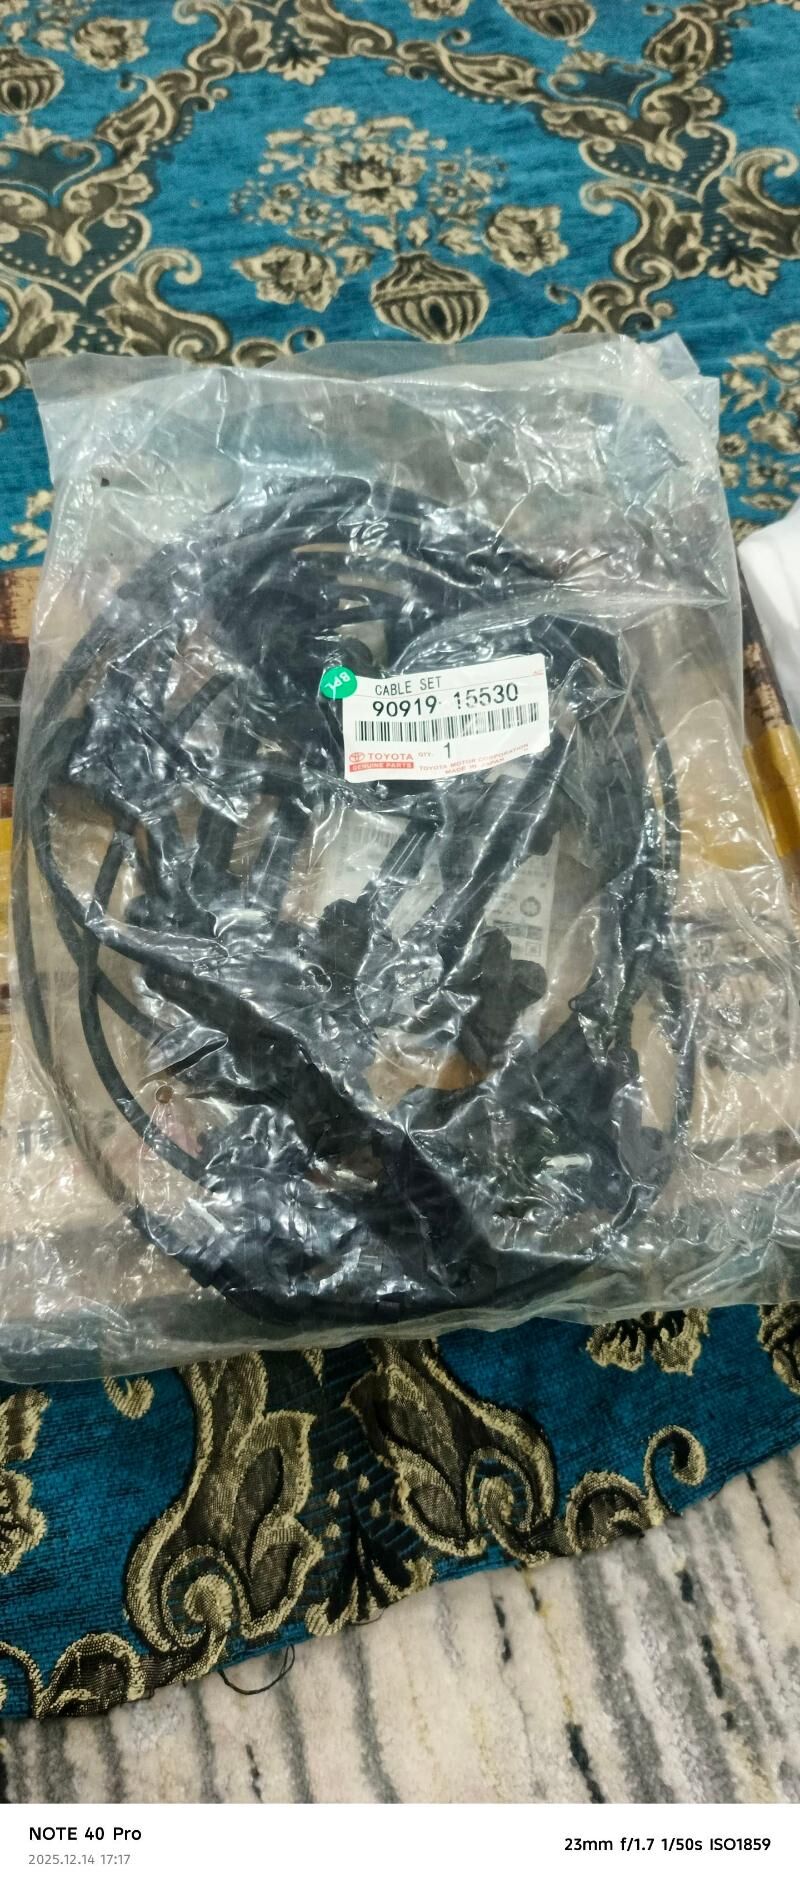 BPL
CABLE SET
90919-15530
QTY. 1
TOYOTA
GENUINE PARTS
TOYOTA MOTOR CORPORATION
MADE IN JAPAN
NOTE 40 Pro
2025.12.14 17:17
23mm f/1.7 1/50s ISO1859